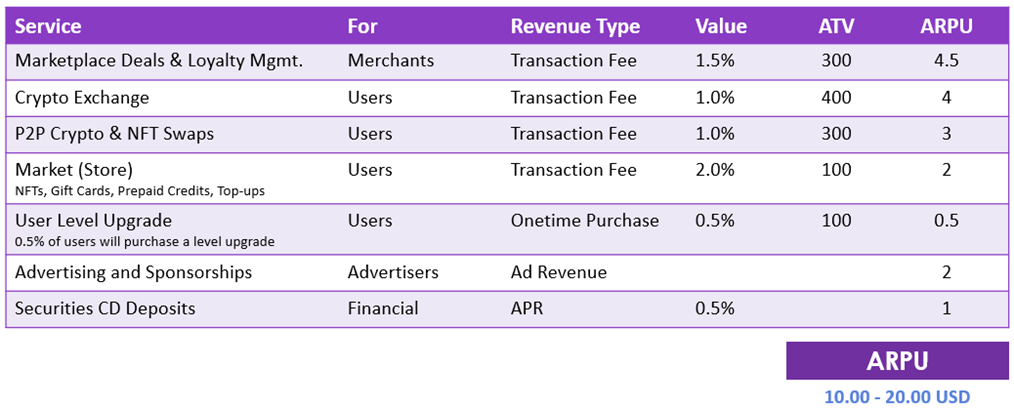 Service For Revenue Type Value ATV ARPU
Marketplace Deals & Loyalty Mgmt. Merchants Transaction Fee 1.5% 300 4.5
Crypto Exchange Users Transaction Fee 1.0% 400 4
P2P Crypto & NFT Swaps Users Transaction Fee 1.0% 300 3
Market (Store) Users Transaction Fee 2.0% 100 2
NFTs, Gift Cards, Prepaid Credits, Top-ups
User Level Upgrade Users Onetime Purchase 0.5% 100 0.5
0.5% of users will purchase a level upgrade
Advertising and Sponsorships Advertisers Ad Revenue 2
Securities CD Deposits Financial APR 0.5% 1
ARPU
10.00 - 20.00 USD